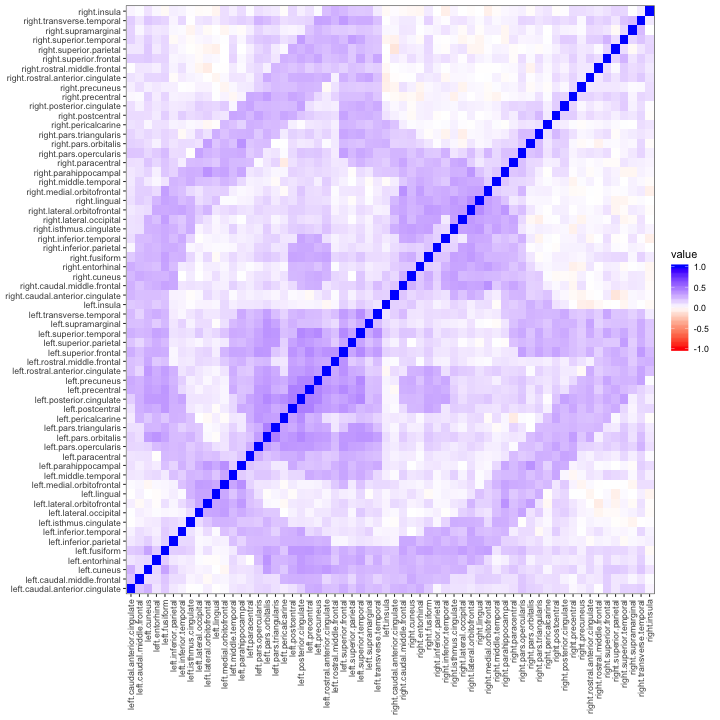 right.insula
right.transverse.temporal
right.supramarginal
right.superior.temporal
right.superior.parietal
right.superior.frontal
right.rostral.middle.frontal
right.rostral.anterior.cingulate
right.precuneus
right.precentral
right.posterior.cingulate
right.postcentral
right.pericalcarine
right.pars.triangularis
right.pars.orbitalis
right.pars.opercularis
right.paracentral
right.parahippocampal
right.middle.temporal
right.medial.orbitofrontal
right.lingual
right.lateral.orbitofrontal
right.lateral.occipital
right.isthmus.cingulate
right.inferior.temporal
right.inferior.parietal
right.fusiform
right.entorhinal
right.cuneus
right.caudal.middle.frontal
right.caudal.anterior.cingulate
left.insula
left.transverse.temporal
left.supramarginal
left.superior.temporal
left.superior.parietal
left.superior.frontal
left.rostral.middle.frontal
left.rostral.anterior.cingulate
left.precuneus
left.precentral
left.posterior.cingulate
left.postcentral
left.pericalcarine
left.pars.triangularis
left.pars.orbitalis
left.pars.opercularis
left.paracentral
left.parahippocampal
left.middle.temporal
left.medial.orbitofrontal
left.lingual
left.lateral.orbitofrontal
left.lateral.occipital
left.isthmus.cingulate
left.inferior.temporal
left.inferior.parietal
left.fusiform
left.entorhinal
left.cuneus
left.caudal.middle.frontal
left.caudal.anterior.cingulate
left.caudal.anterior.cingulate
left.caudal.middle.frontal
left.cuneus
left.entorhinal
left.fusiform
left.inferior.parietal
left.inferior.temporal
left.isthmus.cingulate
left.lateral.occipital
left.lateral.orbitofrontal
left.lingual
left.medial.orbitofrontal
left.middle.temporal
left.parahippocampal
left.paracentral
left.pars.opercularis
left.pars.orbitalis
left.pars.triangularis
left.pericalcarine
left.postcentral
left.posterior.cingulate
left.precentral
left.precuneus
left.rostral.anterior.cingulate
left.rostral.middle.frontal
left.superior.frontal
left.superior.parietal
left.superior.temporal
left.supramarginal
left.transverse.temporal
left.insula
right.caudal.anterior.cingulate
right.caudal.middle.frontal
right.cuneus
right.entorhinal
right.fusiform
right.inferior.parietal
right.inferior.temporal
right.isthmus.cingulate
right.lateral.occipital
right.lateral.orbitofrontal
right.lingual
right.medial.orbitofrontal
right.middle.temporal
right.parahippocampal
right.paracentral
right.pars.opercularis
right.pars.orbitalis
right.pars.triangularis
right.pericalcarine
right.postcentral
right.posterior.cingulate
right.precentral
right.precuneus
right.rostral.anterior.cingulate
right.rostral.middle.frontal
right.superior.frontal
right.superior.parietal
right.superior.temporal
right.supramarginal
right.transverse.temporal
right.insula
value
1.0
0.5
0.0
-0.5
-1.0